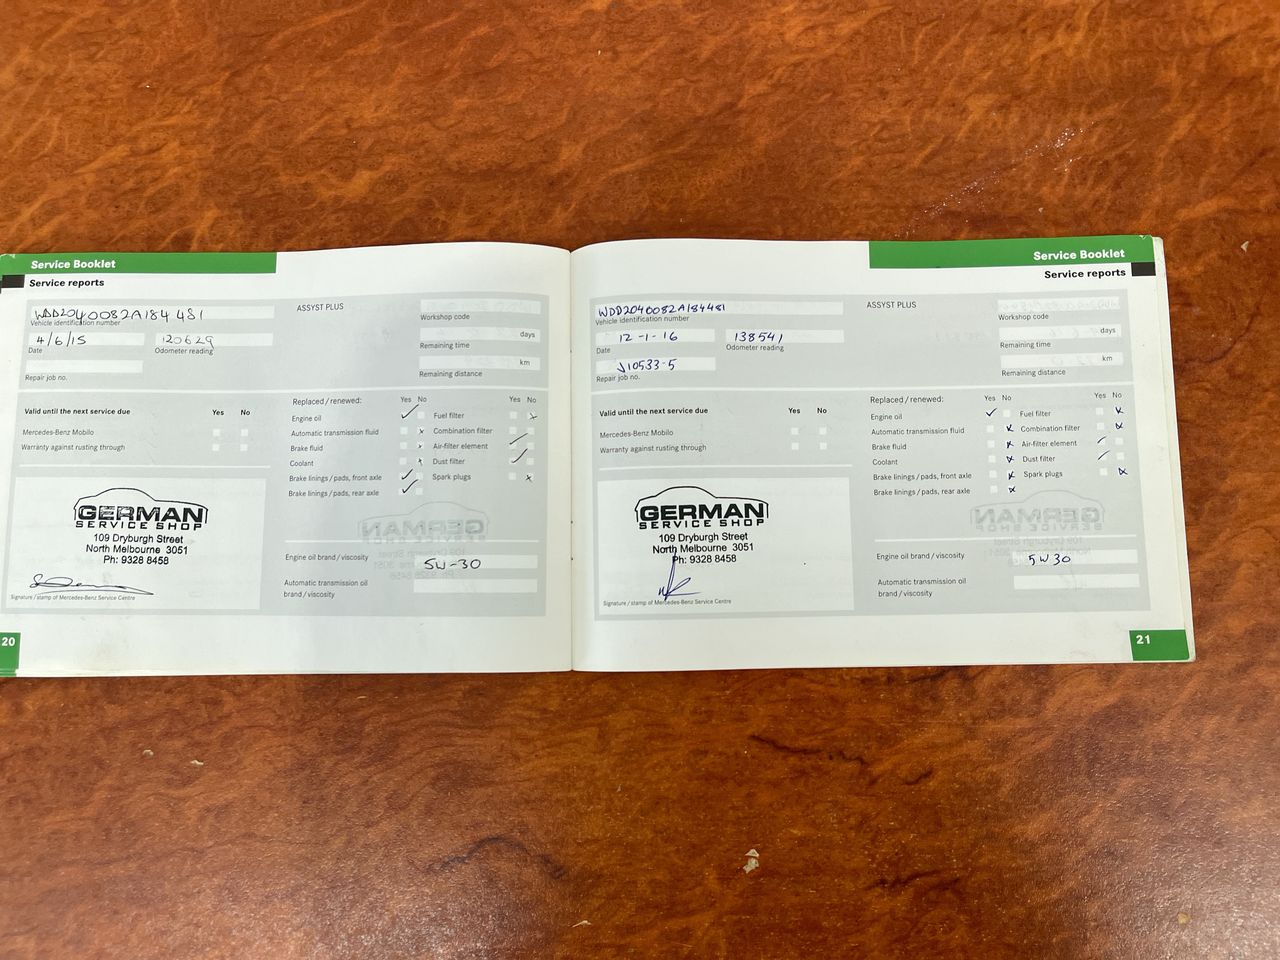 Service Booklet
Service reports
WDD2040082A184481
Vehicle identification number
4/6/15
120629
Date
Odometer reading
Repair job no.
ASSYST PLUS
Workshop code
days
Remaining time
km
Remaining distance
Valid until the next service due Yes No
Mercedes-Benz Mobilo
Warranty against rusting through
Replaced / renewed: Yes No Yes No
Engine oil Fuel filter
Automatic transmission fluid Combination filter
Brake fluid Air-filter element
Coolant Dust filter
Brake linings / pads, front axle Spark plugs
Brake linings / pads, rear axle
GERMAN
SERVICE SHOP
109 Dryburgh Street
North Melbourne 3051
Ph: 9328 8458
Signature / stamp of Mercedes-Benz Service Centre
Engine oil brand / viscosity
5W-30
Automatic transmission oil
brand / viscosity
20
Service Booklet
Service reports
WDD2040082A184481
Vehicle identification number
12-1-16
138541
Date
Odometer reading
J10533-5
Repair job no.
ASSYST PLUS
Workshop code
days
Remaining time
km
Remaining distance
Valid until the next service due Yes No
Mercedes-Benz Mobilo
Warranty against rusting through
Replaced / renewed: Yes No Yes No
Engine oil Fuel filter
Automatic transmission fluid Combination filter
Brake fluid Air-filter element
Coolant Dust filter
Brake linings / pads, front axle Spark plugs
Brake linings / pads, rear axle
GERMAN
SERVICE SHOP
109 Dryburgh Street
North Melbourne 3051
Ph: 9328 8458
Signature / stamp of Mercedes-Benz Service Centre
Engine oil brand / viscosity
5W30
Automatic transmission oil
brand / viscosity
21